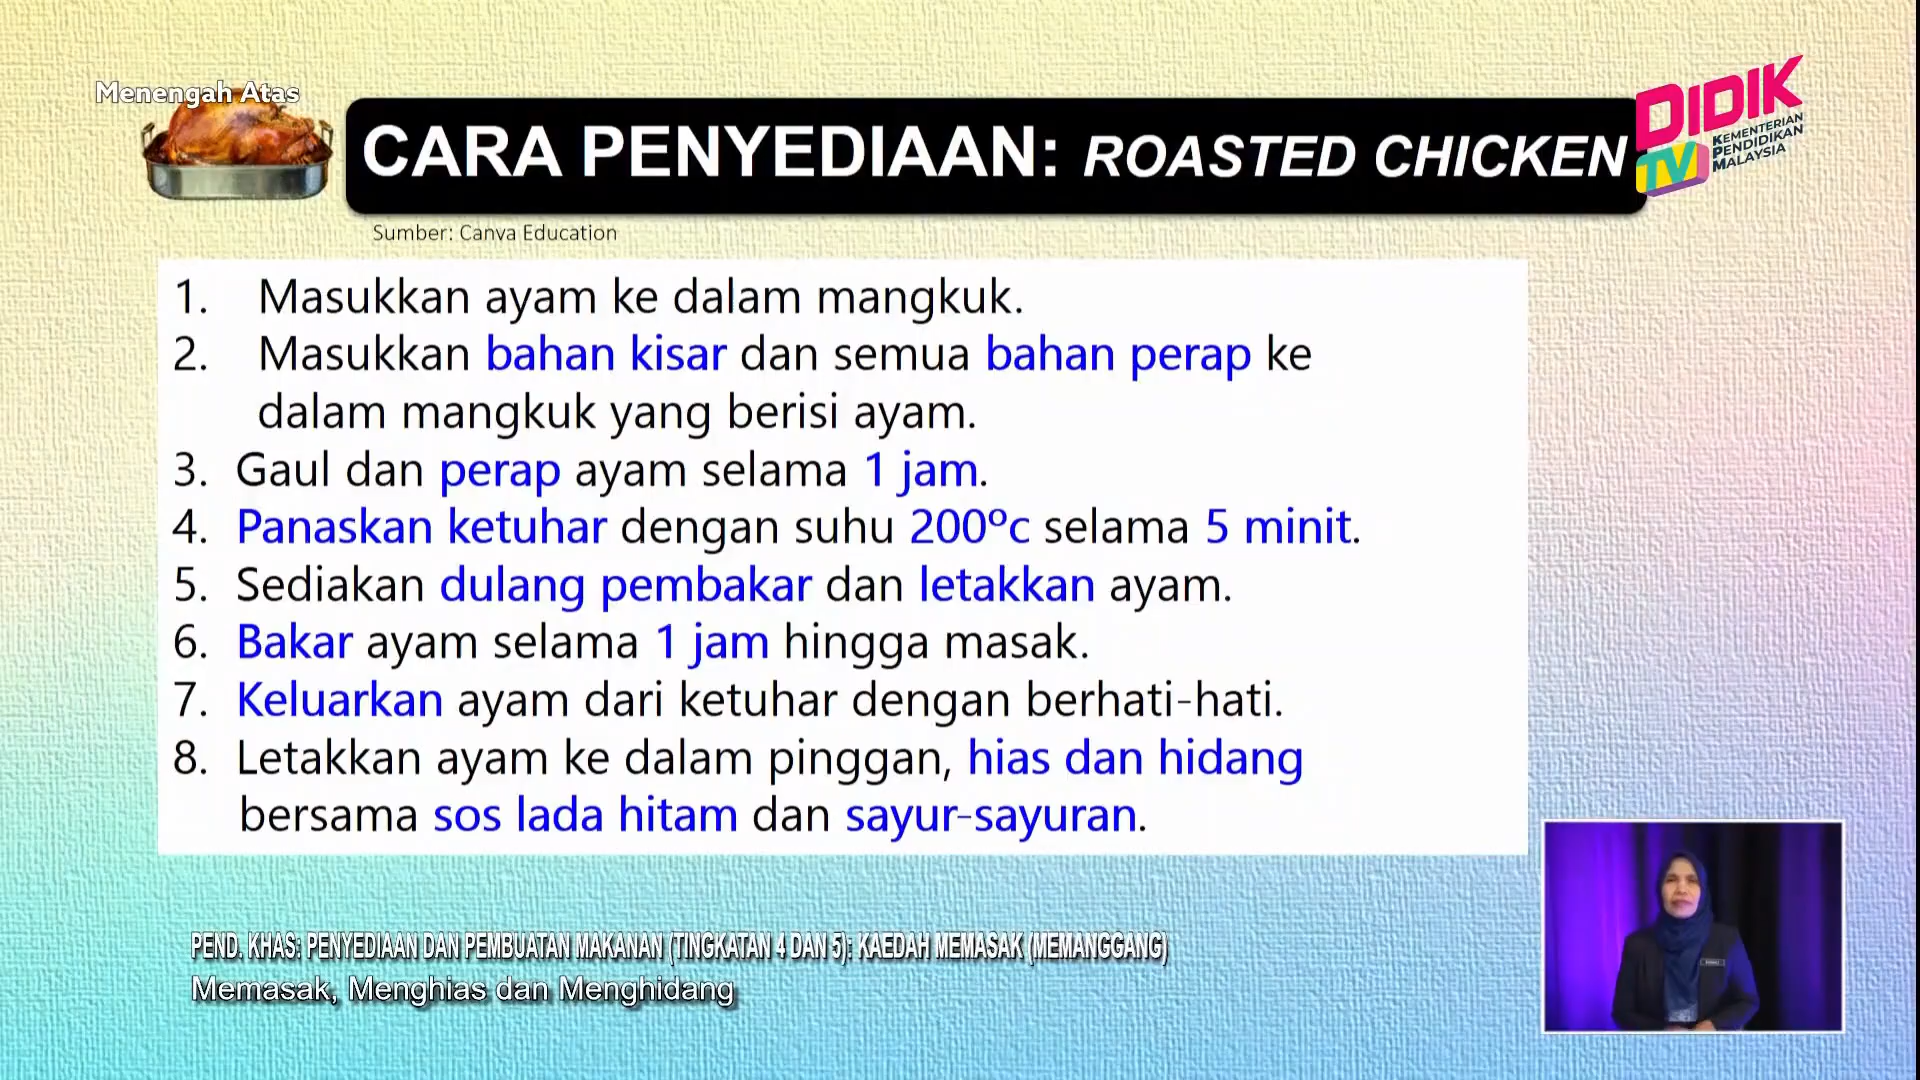 Menengah Atas
CARA PENYEDIAAN: ROASTED CHICKEN
DIDIK
TV
KEMENTERIAN
PENDIDIKAN
MALAYSIA
Sumber: Canva Education
1. Masukkan ayam ke dalam mangkuk.
2. Masukkan bahan kisar dan semua bahan perap ke
dalam mangkuk yang berisi ayam.
3. Gaul dan perap ayam selama 1 jam.
4. Panaskan ketuhar dengan suhu 200ºc selama 5 minit.
5. Sediakan dulang pembakar dan letakkan ayam.
6. Bakar ayam selama 1 jam hingga masak.
7. Keluarkan ayam dari ketuhar dengan berhati-hati.
8. Letakkan ayam ke dalam pinggan, hias dan hidang
bersama sos lada hitam dan sayur-sayuran.
PEND. KHAS: PENYEDIAAN DAN PEMBUATAN MAKANAN (TINGKATAN 4 DAN 5): KAEDAH MEMASAK (MEMANGGANG)
Memasak, Menghias dan Menghidang